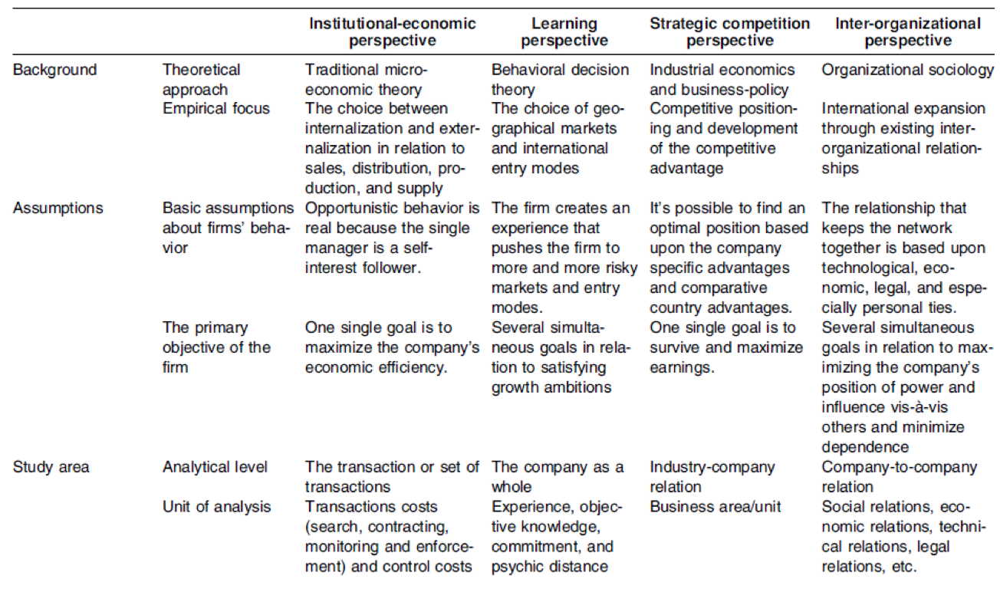 Institutional-economic perspective Learning perspective Strategic competition perspective Inter-organizational perspective
Background
Theoretical approach
Traditional micro-
economic theory
Behavioral decision
theory
Industrial economics
and business-policy
Organizational sociology
Empirical focus
The choice between
internalization and exter-
nalization in relation to
sales, distribution, pro-
duction, and supply
The choice of geo-
graphical markets
and international
entry modes
Competitive position-
ing and development
of the competitive
advantage
International expansion
through existing inter-
organizational relation-
ships
Assumptions
Basic assumptions
about firms' beha-
vior
Opportunistic behavior is
real because the single
manager is a self-
interest follower.
The firm creates an
experience that
pushes the firm to
more and more risky
markets and entry
modes.
It's possible to find an
optimal position based
upon the company
specific advantages
and comparative
country advantages.
The relationship that
keeps the network
together is based upon
technological, eco-
nomic, legal, and espe-
cially personal ties.
The primary
objective of the
firm
One single goal is to
maximize the company's
economic efficiency.
Several simulta-
neous goals in rela-
tion to satisfying
growth ambitions
One single goal is to
survive and maximize
earnings.
Several simultaneous
goals in relation to max-
imizing the company's
position of power and
influence vis-à-vis
others and minimize
dependence
Study area
Analytical level
The transaction or set of
transactions
The company as a
whole
Industry-company
relation
Company-to-company
relation
Unit of analysis
Transactions costs
(search, contracting,
monitoring and enforce-
ment) and control costs
Experience, objec-
tive knowledge,
commitment, and
psychic distance
Business area/unit
Social relations, eco-
nomic relations, techni-
cal relations, legal
relations, etc.